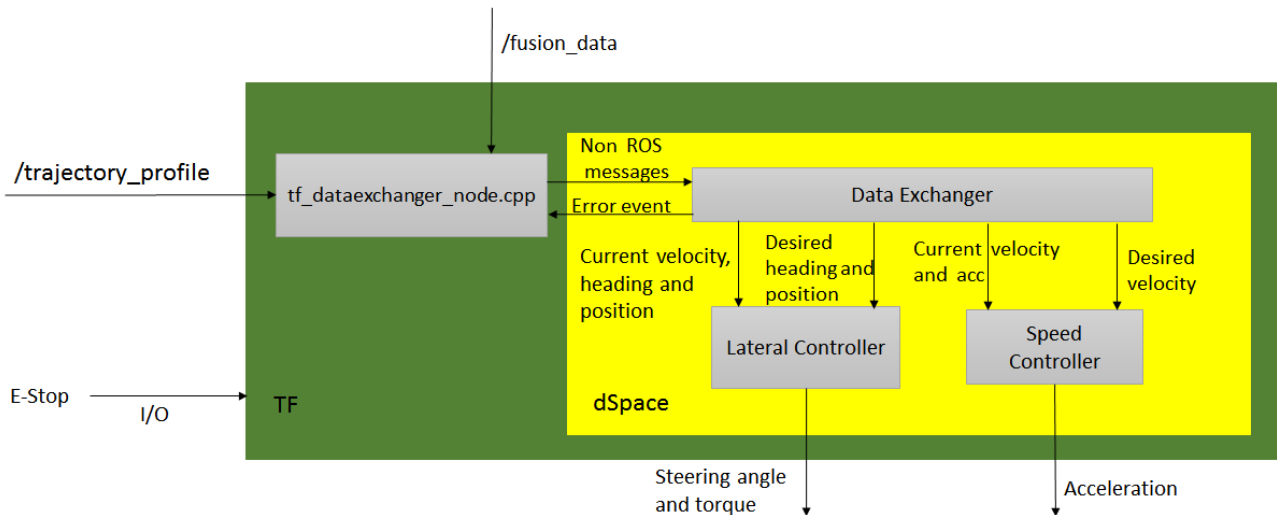 /fusion_data
/trajectory_profile
tf_dataexchanger_node.cpp
Non ROS
messages
Error event
Data Exchanger
Current velocity,
heading and
position
Desired
heading and
position
Current velocity
and acc
Desired
velocity
Lateral Controller
Speed
Controller
E-Stop
I/O
TF
dSpace
Steering angle
and torque
Acceleration